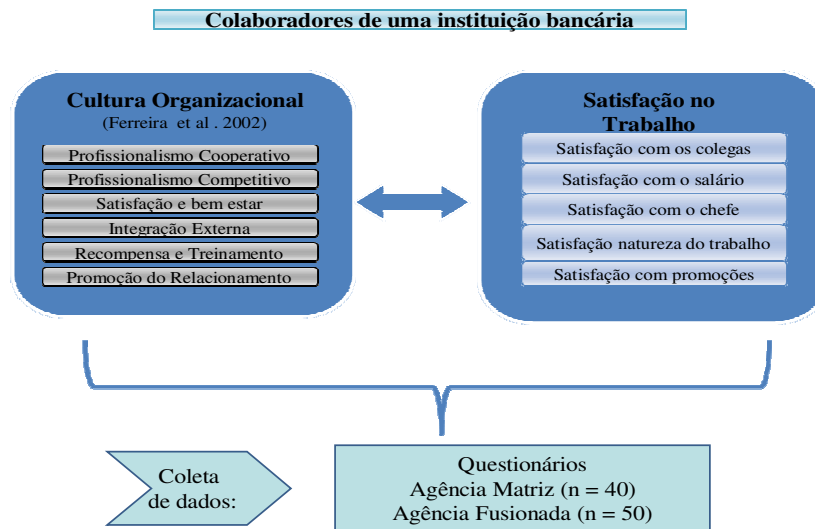 Colaboradores de uma instituição bancária
Cultura Organizacional
(Ferreira et al . 2002)
Profissionalismo Cooperativo
Profissionalismo Competitivo
Satisfação e bem estar
Integração Externa
Recompensa e Treinamento
Promoção do Relacionamento
Satisfação no
Trabalho
Satisfação com os colegas
Satisfação com o salário
Satisfação com o chefe
Satisfação natureza do trabalho
Satisfação com promoções
Coleta
de dados:
Questionários
Agência Matriz (n = 40)
Agência Fusionada (n = 50)